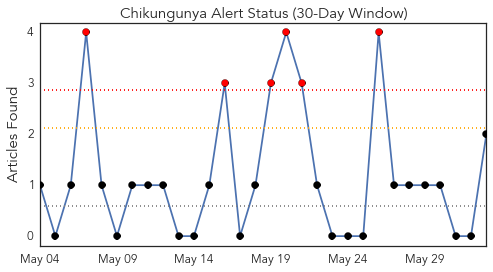 Chikungunya Alert Status (30-Day Window)
Articles Found
4
3
2
1
0
May 04 May 09 May 14 May 19 May 24 May 29